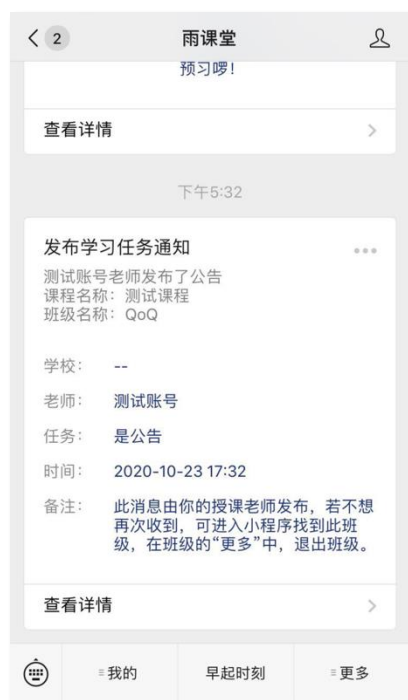 2
雨课堂
预习啰!
查看详情
下午5:32
发布学习任务通知
测试账号老师发布了公告
课程名称：测试课程
班级名称：QoQ
学校： --
老师： 测试账号
任务： 是公告
时间： 2020-10-23 17:32
备注： 此消息由你的授课老师发布，若不想
再次收到，可进入小程序找到此班
级，在班级的“更多”中，退出班级。
查看详情
我的 早起时刻 更多